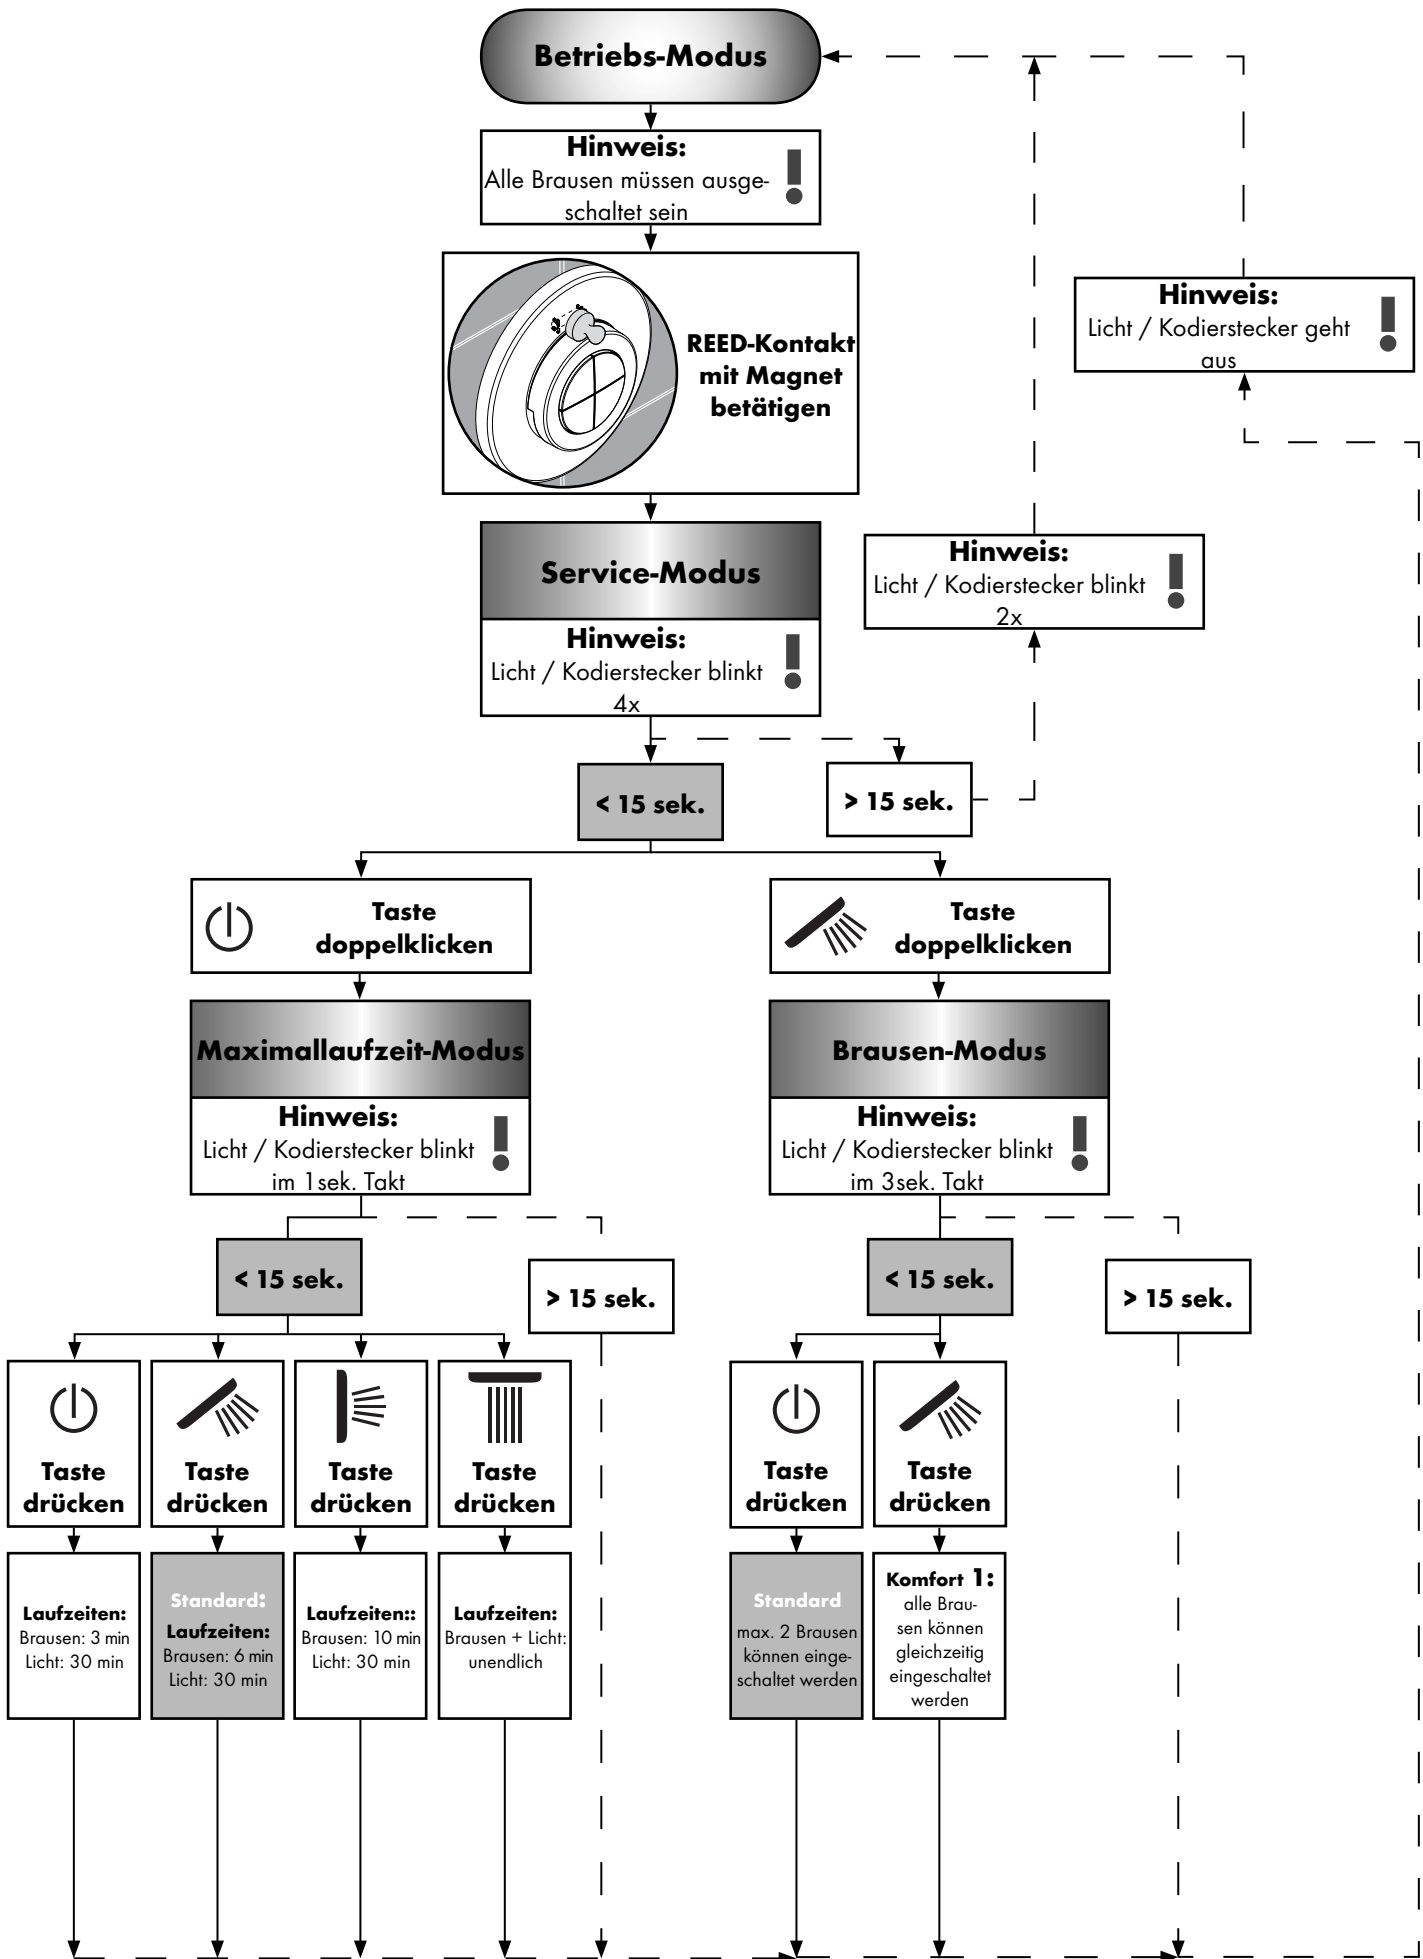 Betriebs-Modus
Hinweis:
Alle Brausen müssen ausge-
schaltet sein
REED-Kontakt
mit Magnet
betätigen
Hinweis:
Licht / Kodierstecker geht
aus
Service-Modus
Hinweis:
Licht / Kodierstecker blinkt
4x
Hinweis:
Licht / Kodierstecker blinkt
2x
< 15 sek.
> 15 sek.
Taste
doppelklicken
Taste
doppelklicken
Maximallaufzeit-Modus
Hinweis:
Licht / Kodierstecker blinkt
im 1sek. Takt
Brausen-Modus
Hinweis:
Licht / Kodierstecker blinkt
im 3sek. Takt
< 15 sek.
> 15 sek.
< 15 sek.
> 15 sek.
Taste
drücken
Taste
drücken
Taste
drücken
Taste
drücken
Taste
drücken
Taste
drücken
Laufzeiten:
Brausen: 3 min
Licht: 30 min
Standard:
Laufzeiten:
Brausen: 6 min
Licht: 30 min
Laufzeiten::
Brausen: 10 min
Licht: 30 min
Laufzeiten:
Brausen + Licht:
unendlich
Standard
max. 2 Brausen
können einge-
schaltet werden
Komfort 1:
alle Brau-
sen können
gleichzeitig
eingeschaltet
werden